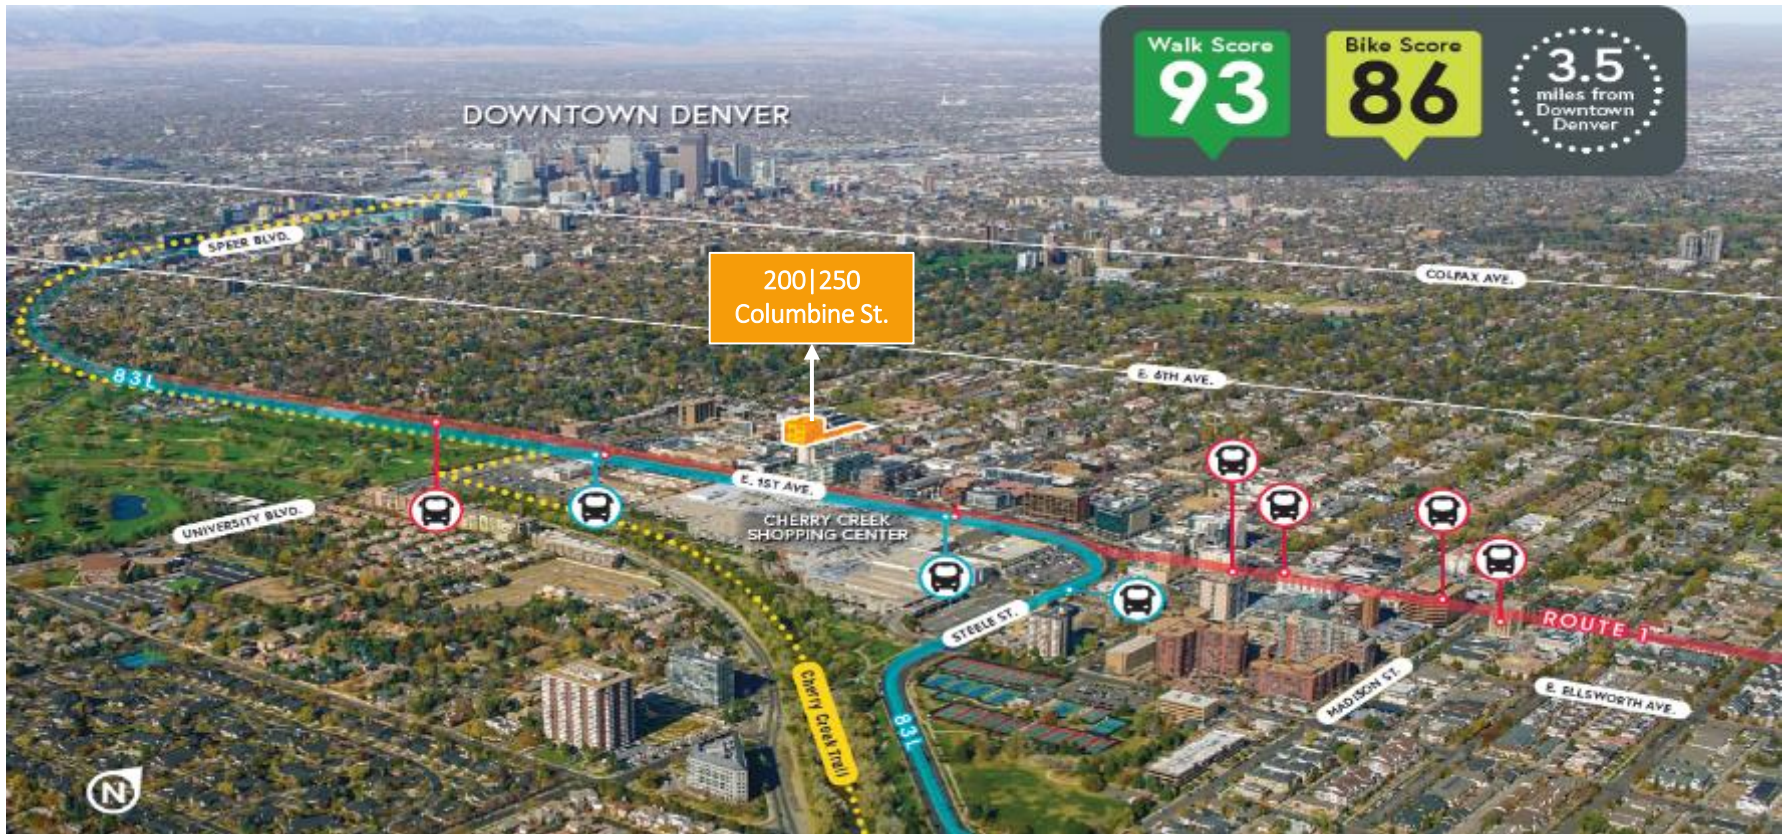 Walk Score
93
Bike Score
86
3.5
miles from
Downtown
Denver
DOWNTOWN DENVER
SPEER BLVD.
COLFAX AVE.
200|250
Columbine St.
E. 6TH AVE.
83L
E. 1ST AVE.
UNIVERSITY BLVD.
CHERRY CREEK
SHOPPING CENTER
STEELE ST.
ROUTE 1
MADISON ST.
E. ELLSWORTH AVE.
Cherry Creek Trail
83L
N